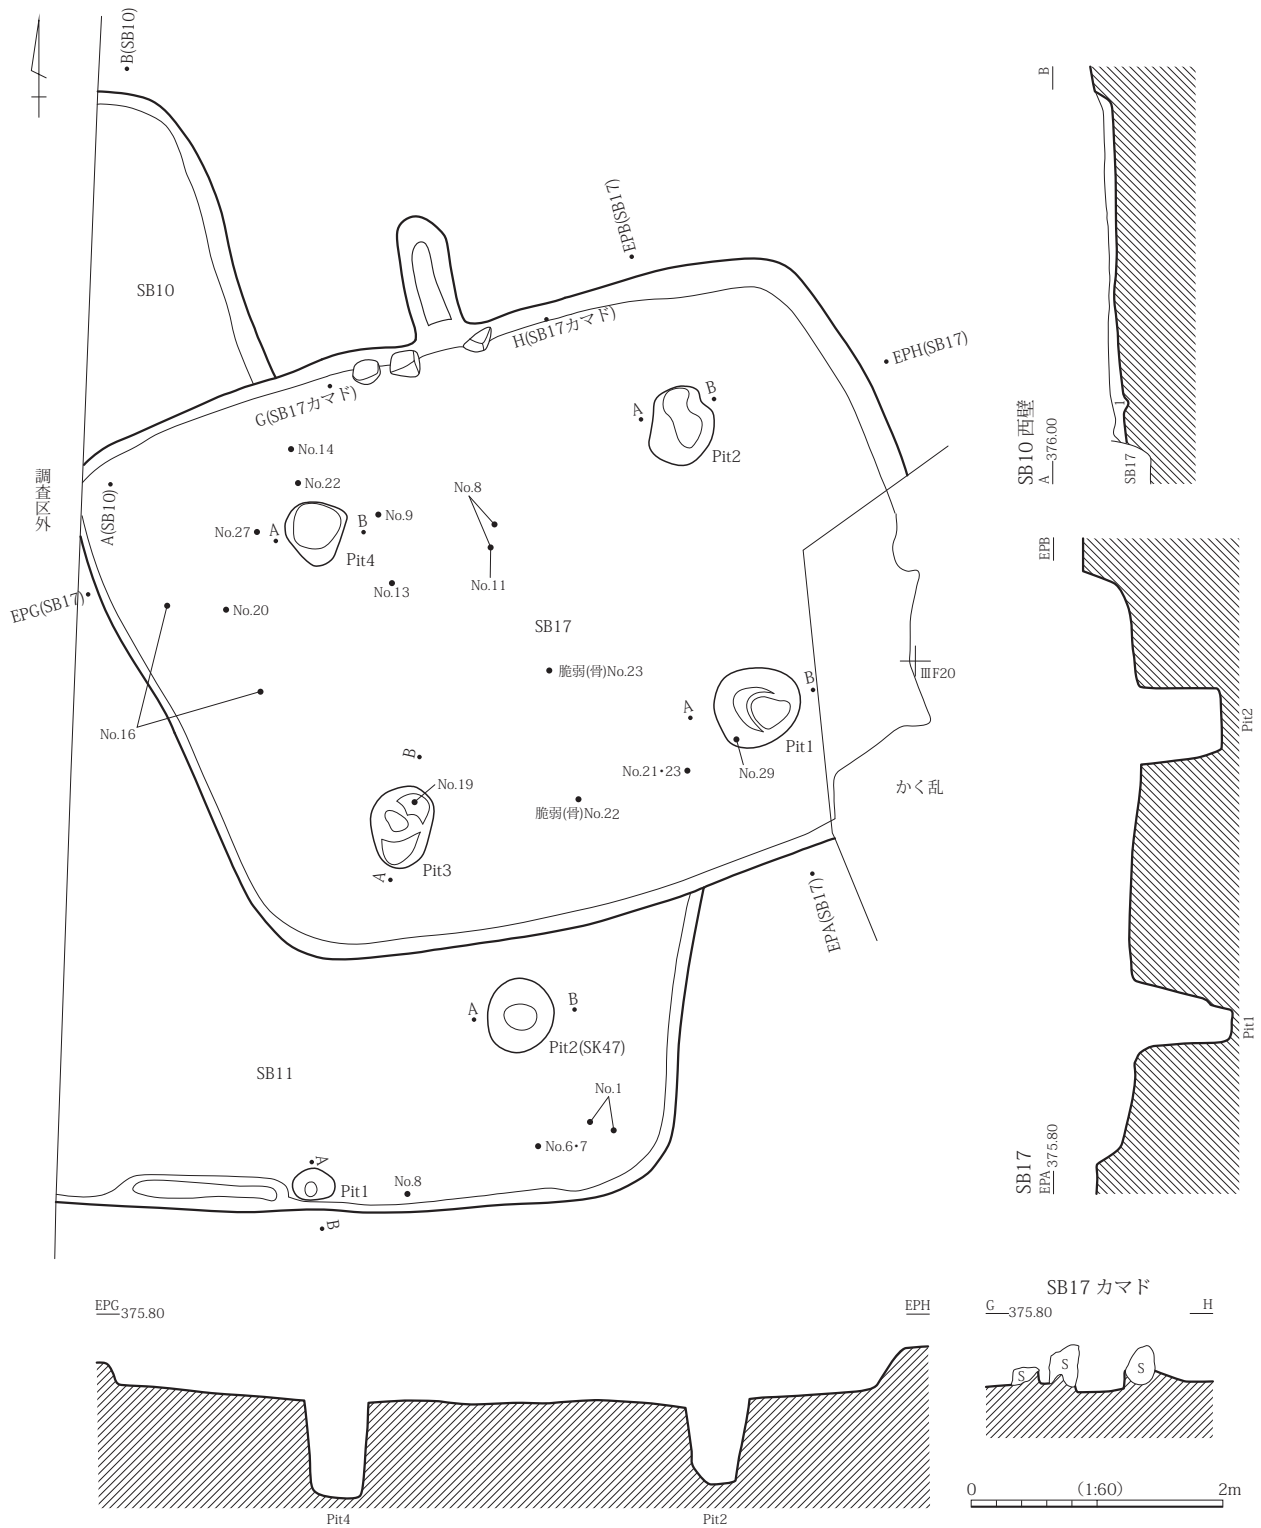 B(SB10)
EPB(SB17)
SB10
H(SB17カマド)
EPH(SB17)
G(SB17カマド)
A
B
Pit2
No.14
No.22
No.8
調査区外
A(SB10)
No.27
A
B
No.9
Pit4
No.11
No.13
EPG(SB17)
No.20
SB17
脆弱(骨)No.23
ⅢF20
A
B
No.16
Pit1
B
No.21・23
No.29
No.19
かく乱
脆弱(骨)No.22
Pit3
A
EPA(SB17)
A
B
Pit2(SK47)
SB11
No.1
No.6・7
A
Pit1
No.8
B
B
SB10 西壁
A 376.00
1
SB17
EPB
Pit2
Pit1
SB17
EPA 375.80
EPG 375.80
EPH
Pit4
Pit2
SB17 カマド
G 375.80
H
S
S
S
0
(1:60)
2m